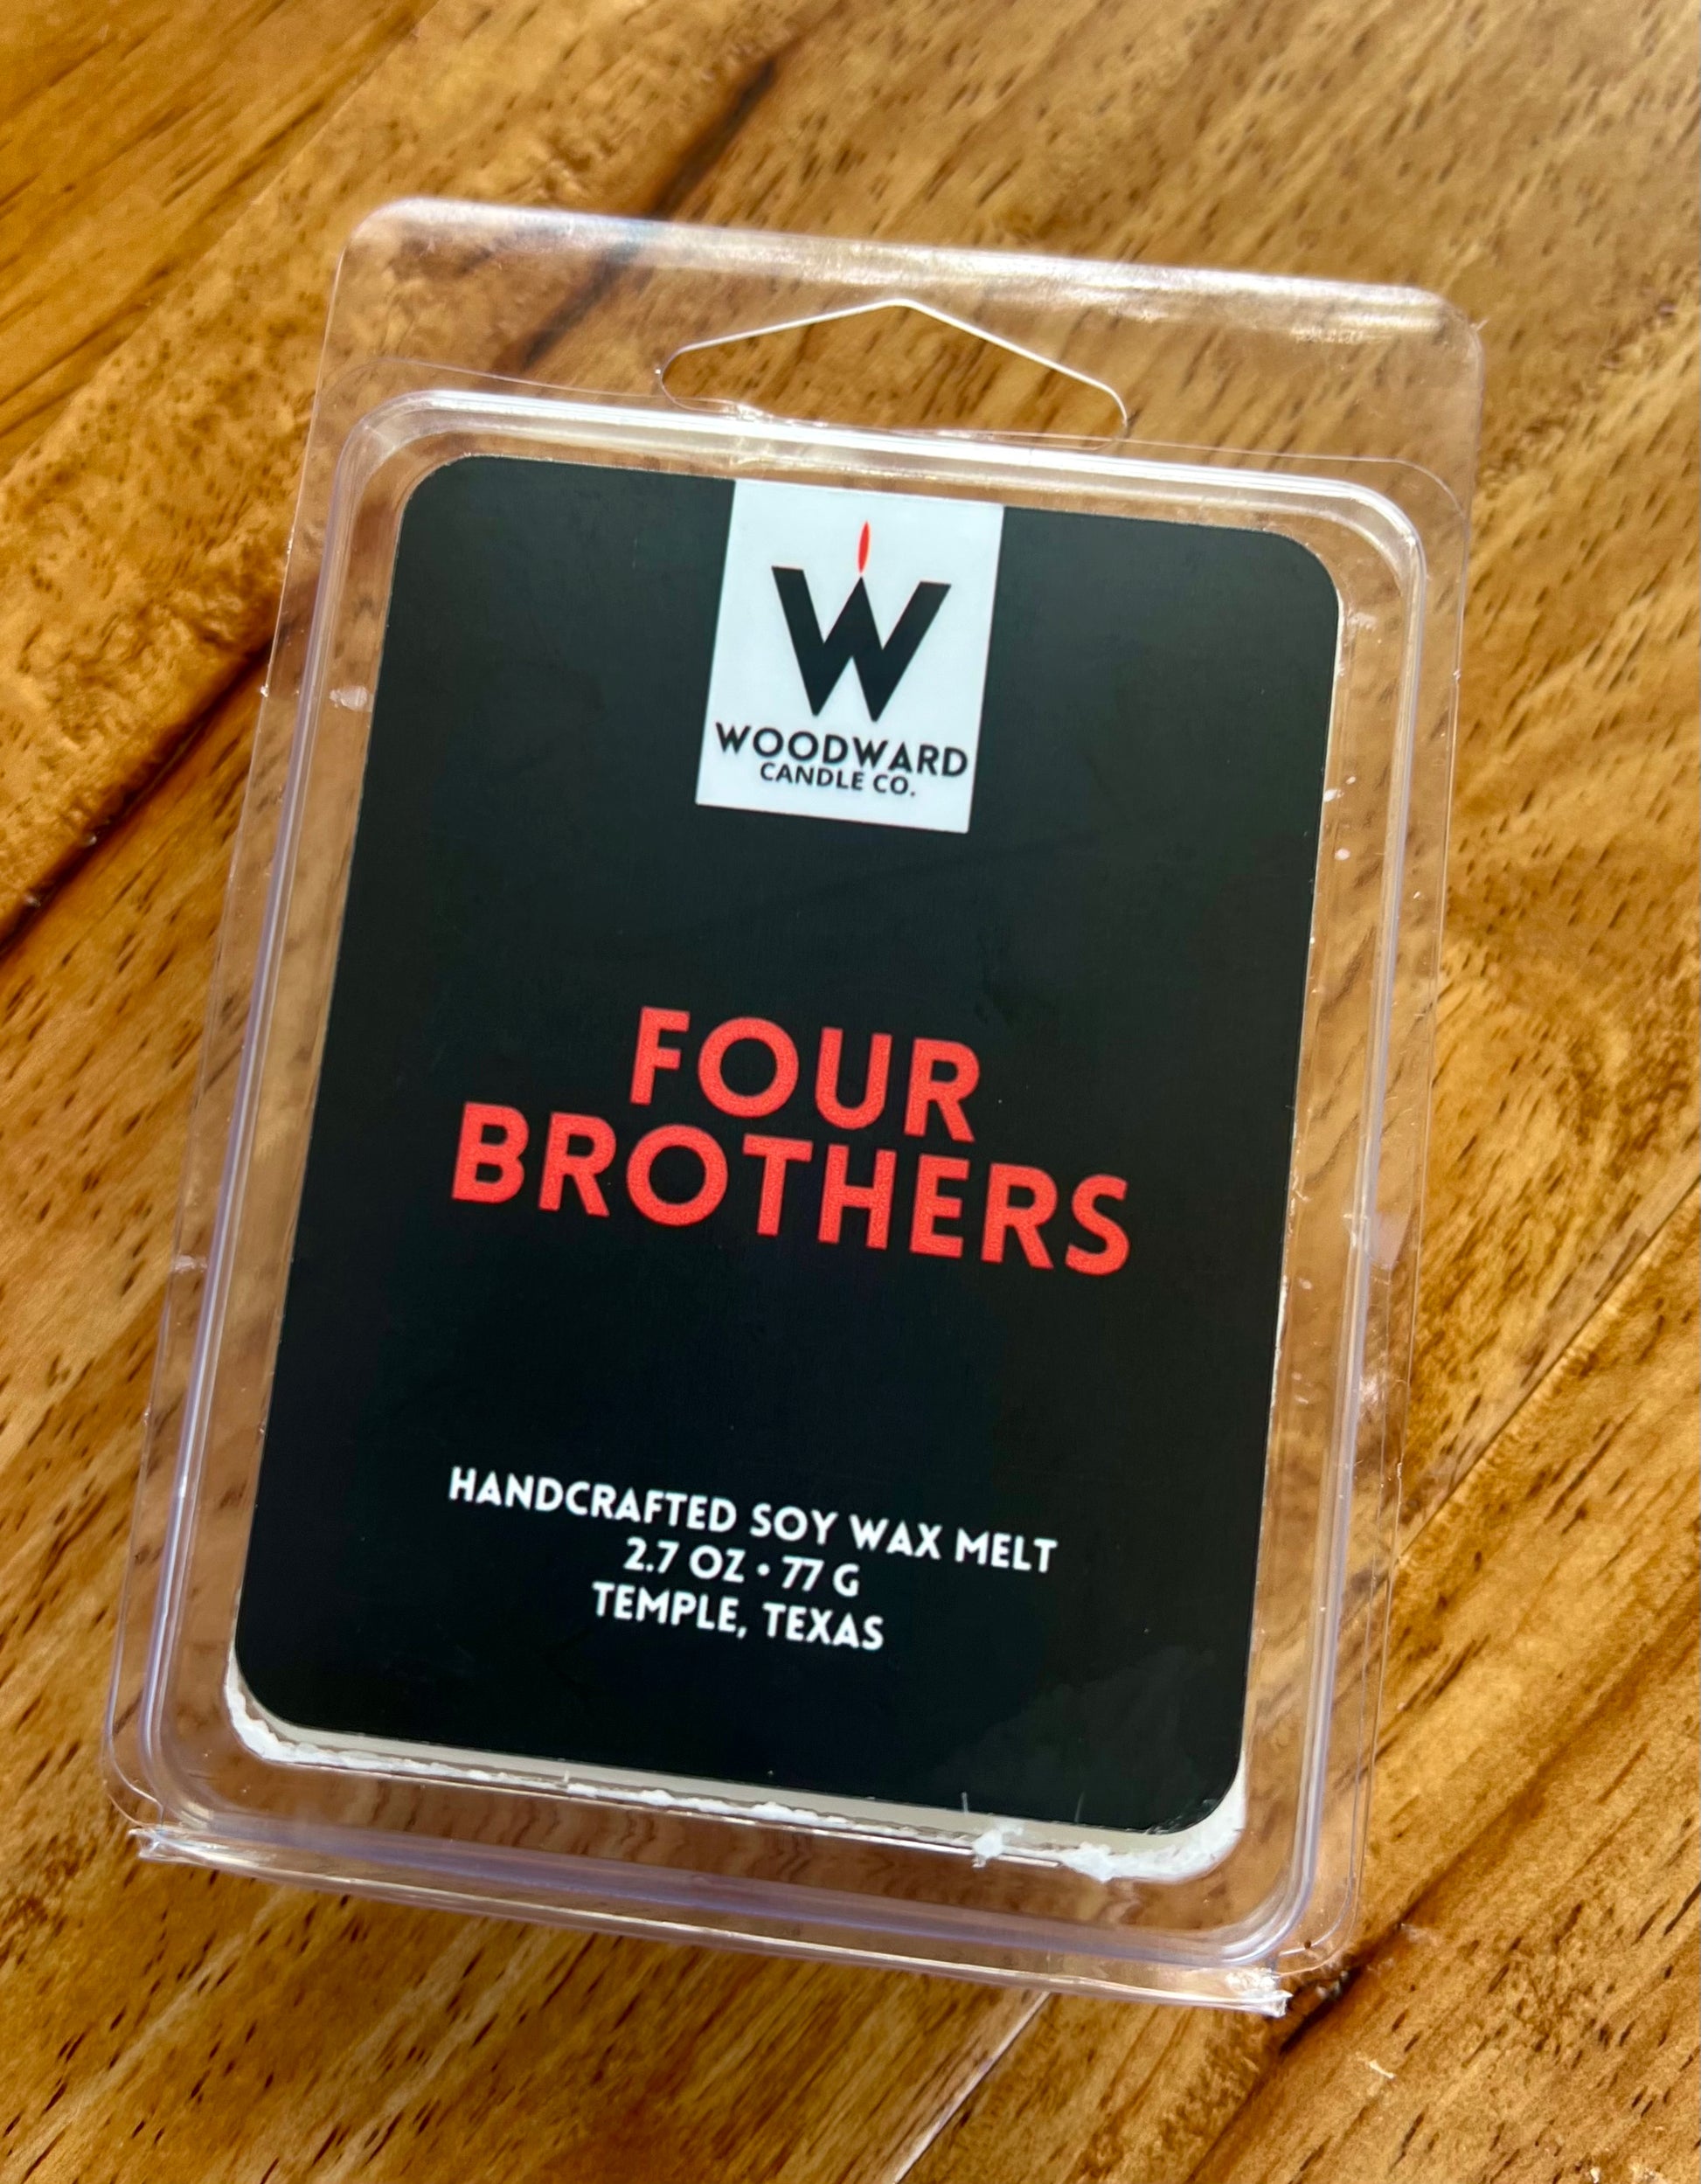 W
WOODWARD
CANDLE CO.
FOUR
BROTHERS
HANDCRAFTED SOY WAX MELT
2.7 OZ • 77 G
TEMPLE, TEXAS